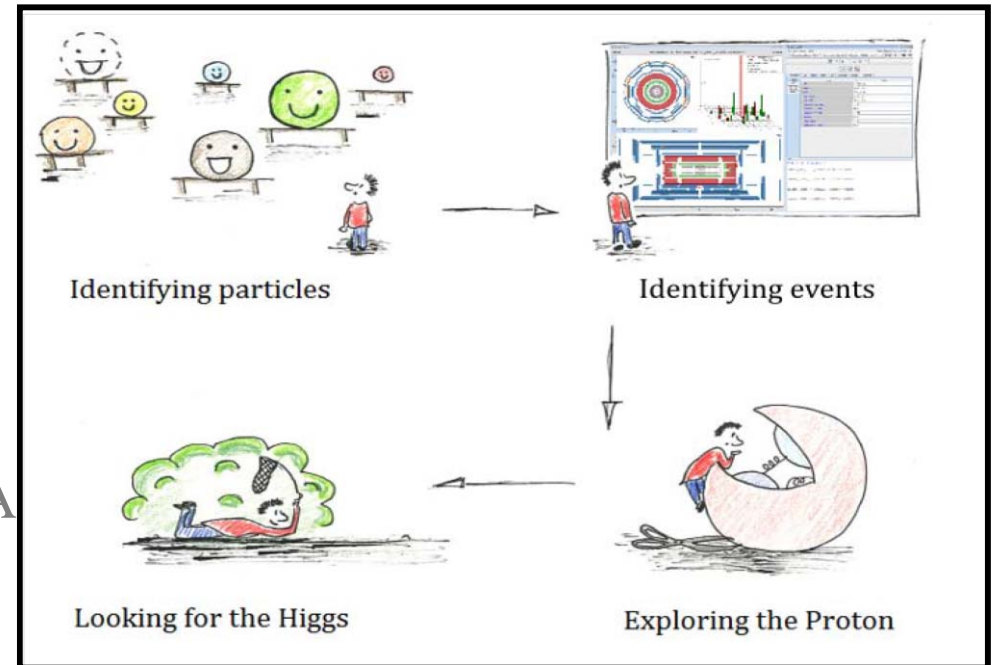 Identifying particles
Identifying events
A
Looking for the Higgs
Exploring the Proton